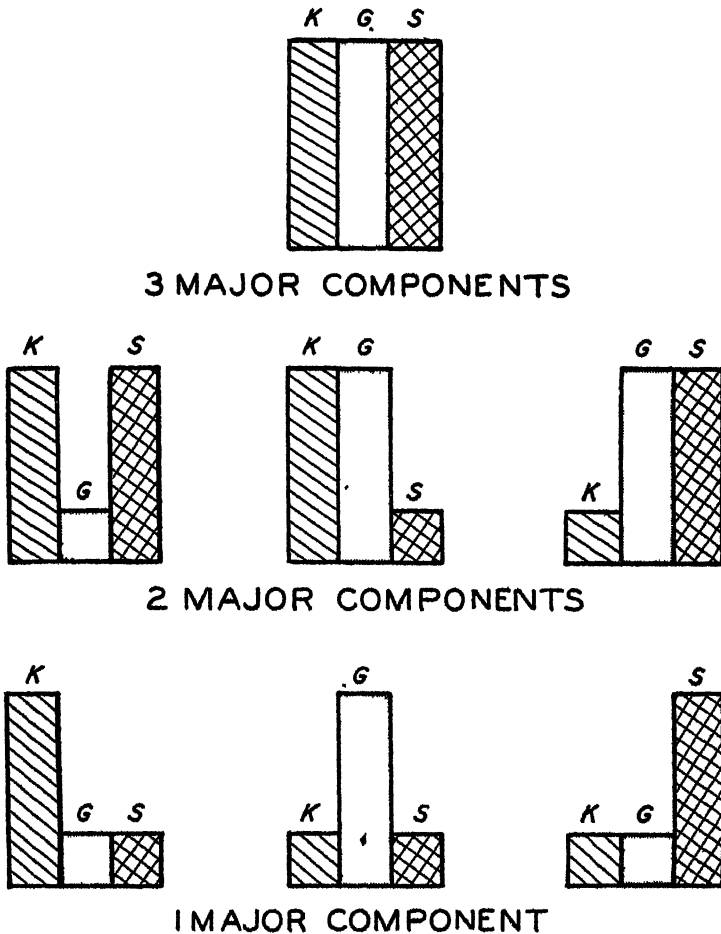 K G S
3 MAJOR COMPONENTS
K S K G G S
G S K
2 MAJOR COMPONENTS
K G S
G S K S K G
1 MAJOR COMPONENT